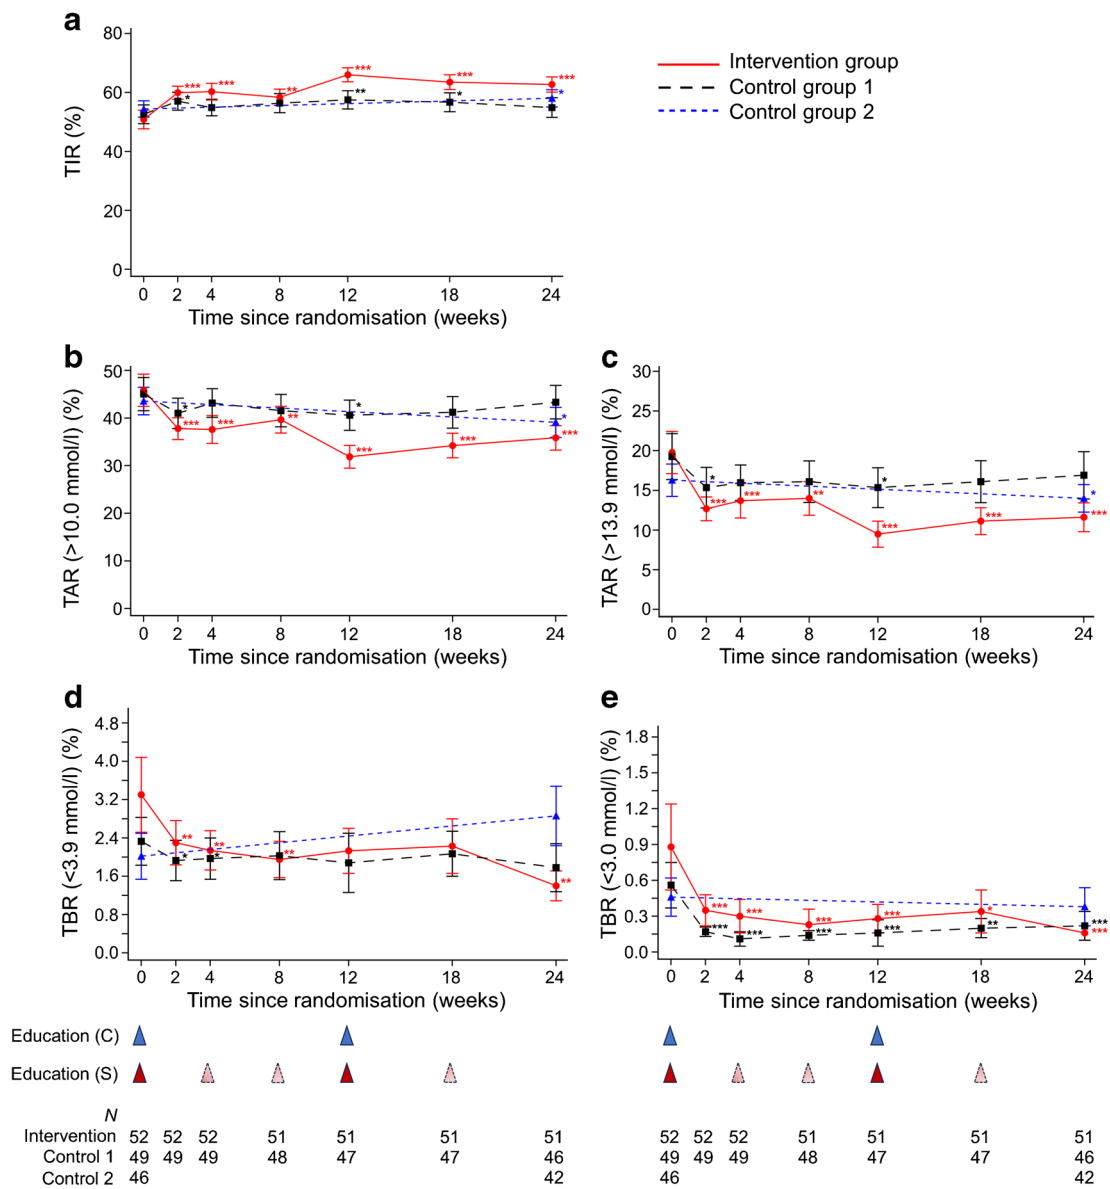 a
80
60
40
20
0
TIR (%)
*** *** ** *** *** ***
* ** * *
0 2 4 8 12 18 24
Time since randomisation (weeks)
Intervention group
Control group 1
Control group 2
b
50
40
30
20
10
0
TAR (>10.0 mmol/l) (%)
* * *
*** *** ** *** *** ***
0 2 4 8 12 18 24
Time since randomisation (weeks)
c
30
25
20
15
10
5
0
TAR (>13.9 mmol/l) (%)
* * *
*** *** ** *** *** ***
0 2 4 8 12 18 24
Time since randomisation (weeks)
d
4.8
4.0
3.2
2.4
1.6
0.8
0.0
TBR (<3.9 mmol/l) (%)
** ** ** **
* *
0 2 4 8 12 18 24
Time since randomisation (weeks)
e
1.8
1.5
1.2
0.9
0.6
0.3
0.0
TBR (<3.0 mmol/l) (%)
*** *** *** *** * ***
*** *** *** *** ** ***
0 2 4 8 12 18 24
Time since randomisation (weeks)
Education (C)
Education (S)
N
Intervention 52 52 52 51 51 51 51 52 52 52 51 51 51 51
Control 1 49 49 49 48 47 47 46 49 49 49 48 47 47 46
Control 2 46 42 46 42